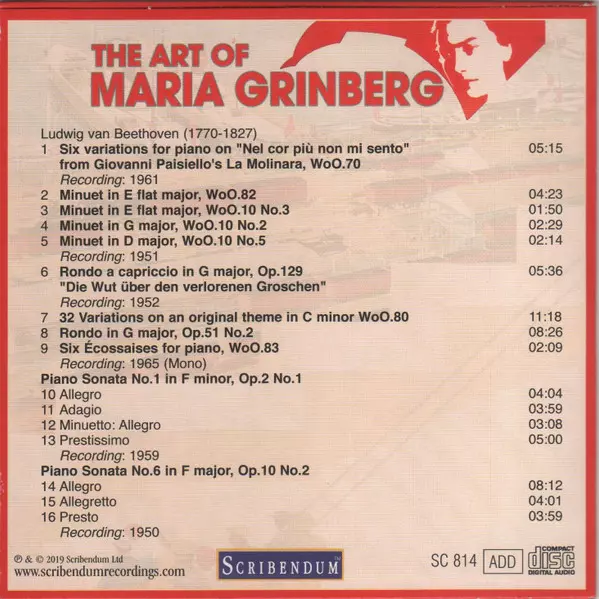 THE ART OF
MARIA GRINBERG
Ludwig van Beethoven (1770-1827)
1 Six variations for piano on "Nel cor più non mi sento" 05:15
from Giovanni Paisiello's La Molinara, WoO.70
Recording: 1961
2 Minuet in E flat major, WoO.82 04:23
3 Minuet in E flat major, WoO.10 No.3 01:50
4 Minuet in G major, WoO.10 No.2 02:29
5 Minuet in D major, WoO.10 No.5 02:14
Recording: 1951
6 Rondo a capriccio in G major, Op.129 05:36
"Die Wut über den verlorenen Groschen"
Recording: 1952
7 32 Variations on an original theme in C minor WoO.80 11:18
8 Rondo in G major, Op.51 No.2 08:26
9 Six Écossaises for piano, WoO.83 02:09
Recording: 1965 (Mono)
Piano Sonata No.1 in F minor, Op.2 No.1
10 Allegro 04:04
11 Adagio 03:59
12 Minuetto: Allegro 03:08
13 Prestissimo 05:00
Recording: 1959
Piano Sonata No.6 in F major, Op.10 No.2
14 Allegro 08:12
15 Allegretto 04:01
16 Presto 03:59
Recording: 1950
℗ & © 2019 Scribendum Ltd
www.scribendumrecordings.com
SCRIBENDUM™
SC 814
ADD
COMPACT
disc
DIGITAL AUDIO